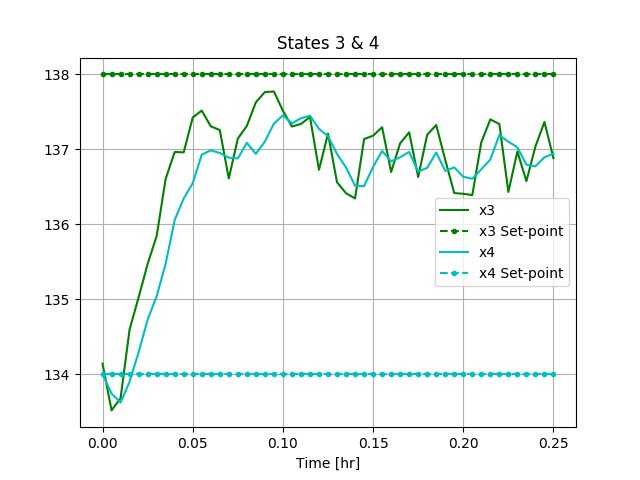 States 3 & 4
138
137
136
135
134
x3
x3 Set-point
x4
x4 Set-point
0.00 0.05 0.10 0.15 0.20 0.25
Time [hr]